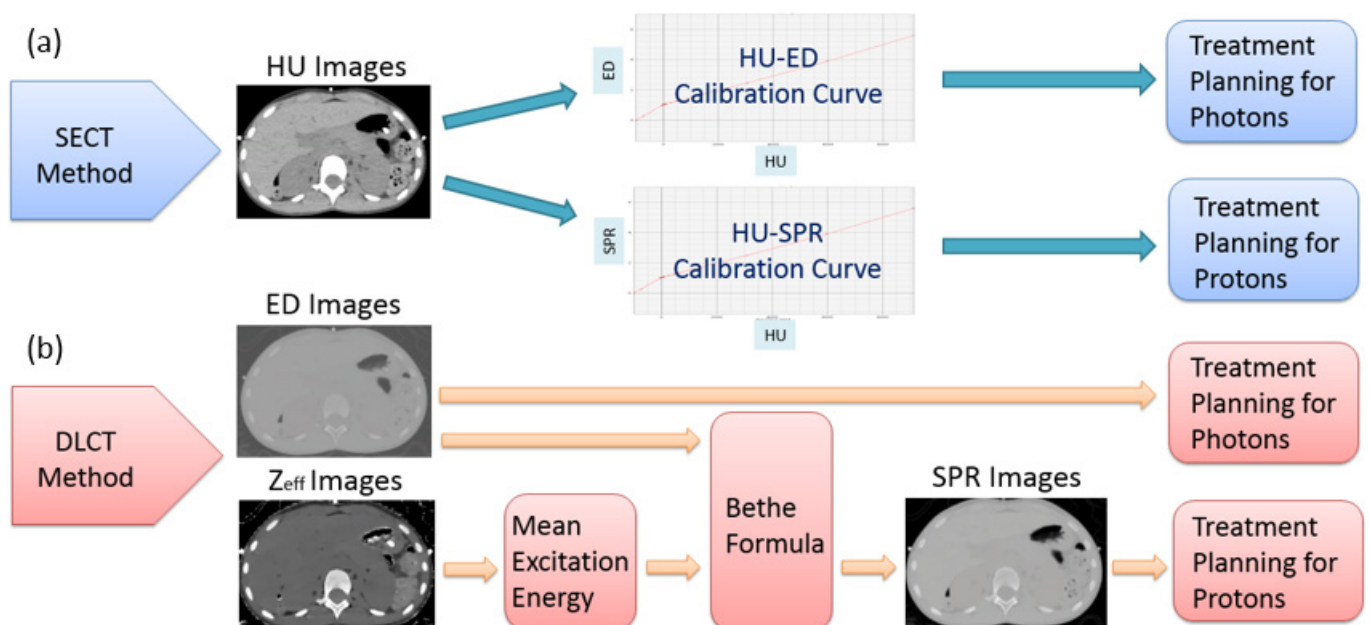 (a)
HU Images
SECT
Method
ED
HU-ED
Calibration Curve
HU
Treatment
Planning for
Photons
SPR
HU-SPR
Calibration Curve
HU
Treatment
Planning for
Protons
(b)
ED Images
DLCT
Method
Zeff Images
Mean
Excitation
Energy
Bethe
Formula
SPR Images
Treatment
Planning for
Photons
Treatment
Planning for
Protons